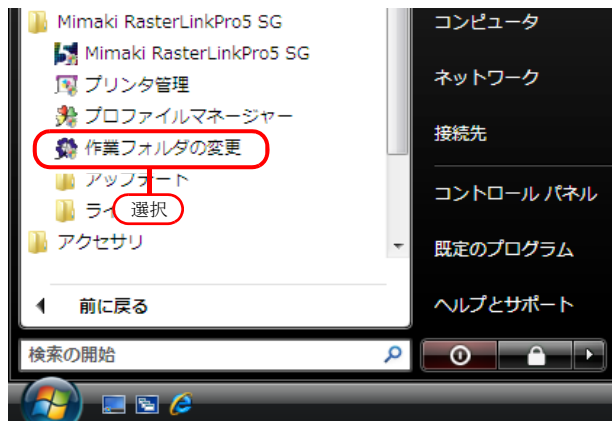 Mimaki RasterLinkPro5 SG
Mimaki RasterLinkPro5 SG
プリンタ管理
プロファイルマネージャー
作業フォルダの変更
アップデート
ライ
選択
アクセサリ
前に戻る
検索の開始
コンピュータ
ネットワーク
接続先
コントロール パネル
既定のプログラム
ヘルプとサポート